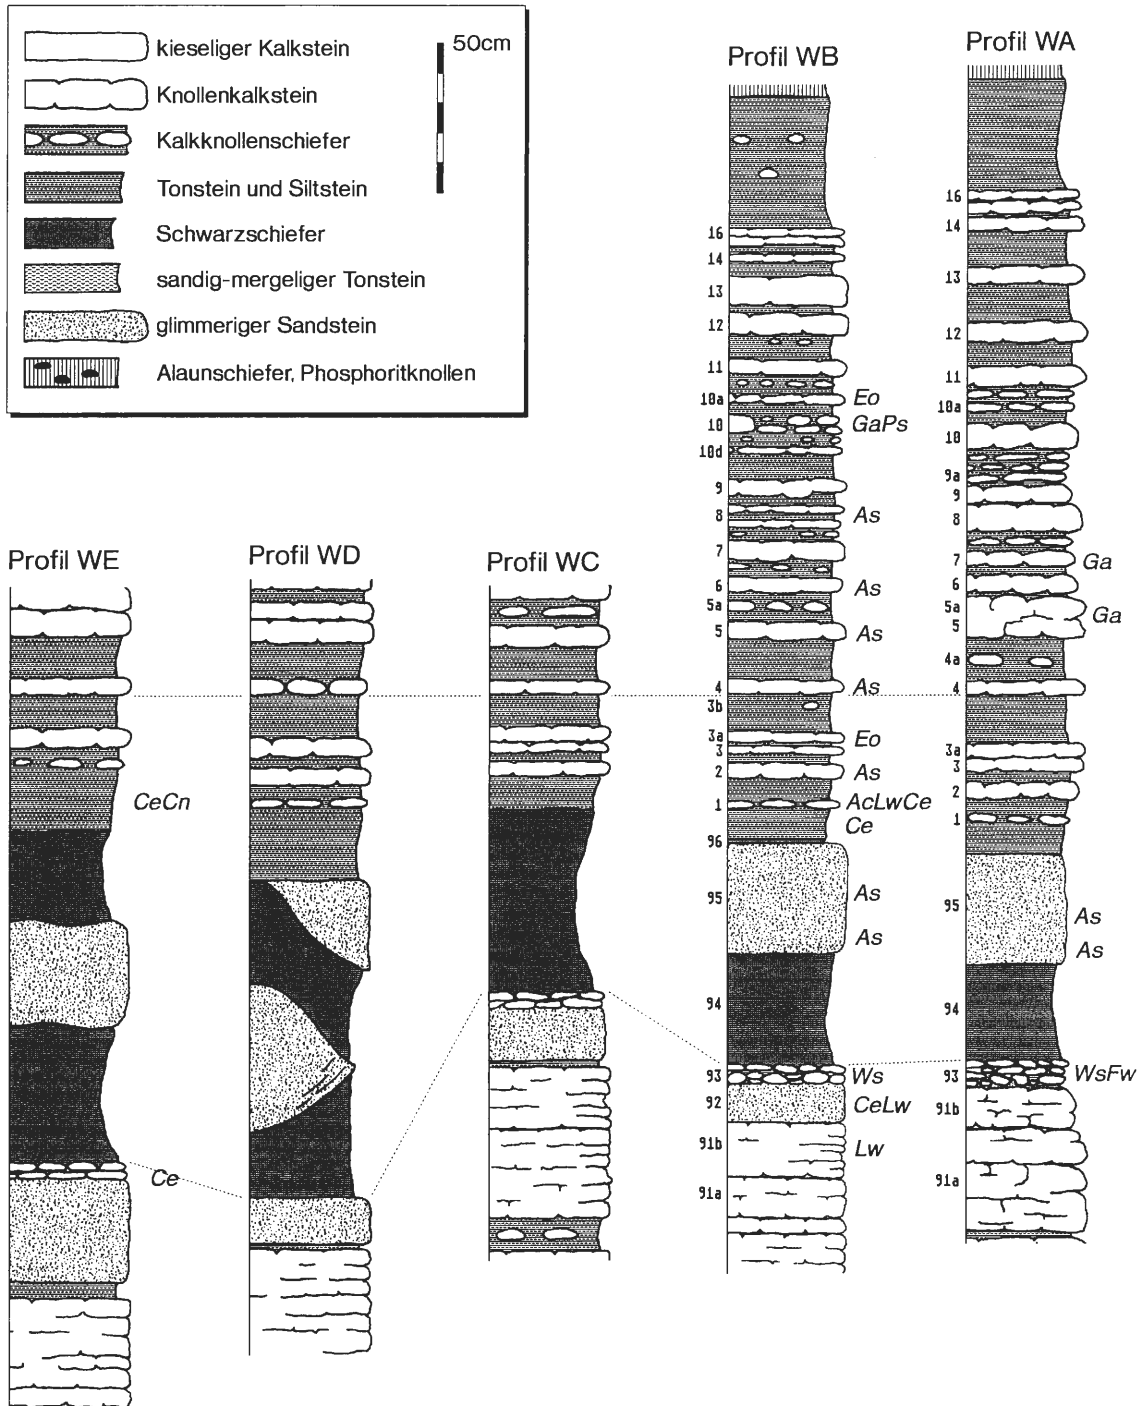 kieseliger Kalkstein
Knollenkalkstein
Kalkknollenschiefer
Tonstein und Siltstein
Schwarzschiefer
sandig-mergeliger Tonstein
glimmeriger Sandstein
Alaunschiefer, Phosphoritknollen
50cm
Profil WE
CeCn
Ce
Profil WD
Profil WC
Profil WB
16
14
13
12
11
10a Eo
10 GaPs
10d
9
8 As
7
6 As
5a
5 As
4 As
3b
3a Eo
3
2 As
1 AcLwCe
Ce
96
95 As
As
94
93 Ws
92 CeLw
91b Lw
91a
Profil WA
16
14
13
12
11
10a
10
9a
9
8
7 Ga
6
5a Ga
5
4a
4
3a
3
2
1
95 As
As
94
93 WsFw
91b
91a